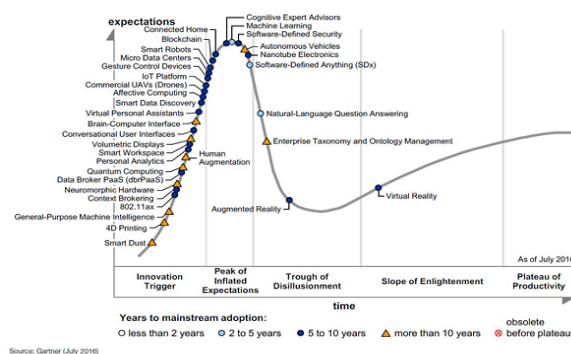 expectations
Cognitive Expert Advisors
Connected Home
Machine Learning
Blockchain
Software-Defined Security
Smart Robots
Autonomous Vehicles
Micro Data Centers
Nanotube Electronics
Gesture Control Devices
Software-Defined Anything (SDx)
IoT Platform
Commercial UAVs (Drones)
Affective Computing
Smart Data Discovery
Virtual Personal Assistants
Natural-Language Question Answering
Brain-Computer Interface
Conversational User Interfaces
Enterprise Taxonomy and Ontology Management
Volumetric Displays
Smart Workspace
Human
Augmentation
Personal Analytics
Quantum Computing
Data Broker PaaS (dbrPaaS)
Neuromorphic Hardware
Context Brokering
Virtual Reality
802.11ax
Augmented Reality
General-Purpose Machine Intelligence
4D Printing
Smart Dust
As of July 2016
Innovation
Trigger
Peak of
Inflated
Expectations
Trough of
Disillusionment
Slope of Enlightenment
Plateau of
Productivity
time
Years to mainstream adoption:
less than 2 years
2 to 5 years
5 to 10 years
more than 10 years
obsolete
before plateau
Source: Gartner (July 2016)